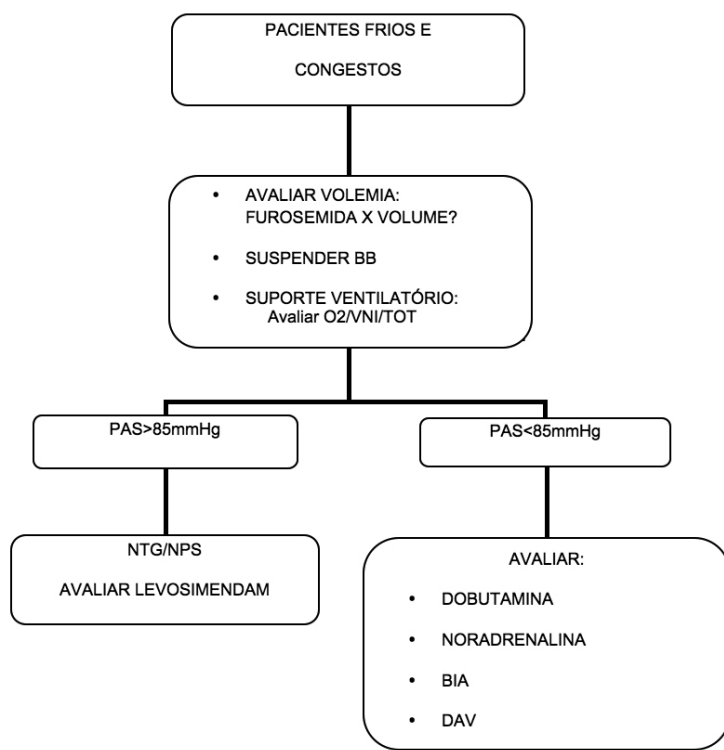 PACIENTES FRIOS E
CONGESTOS
• AVALIAR VOLEMIA:
FUROSEMIDA X VOLUME?
• SUSPENDER BB
• SUPORTE VENTILATÓRIO:
Avaliar O2/VNI/TOT
PAS>85mmHg
PAS<85mmHg
NTG/NPS
AVALIAR LEVOSIMENDAM
AVALIAR:
• DOBUTAMINA
• NORADRENALINA
• BIA
• DAV